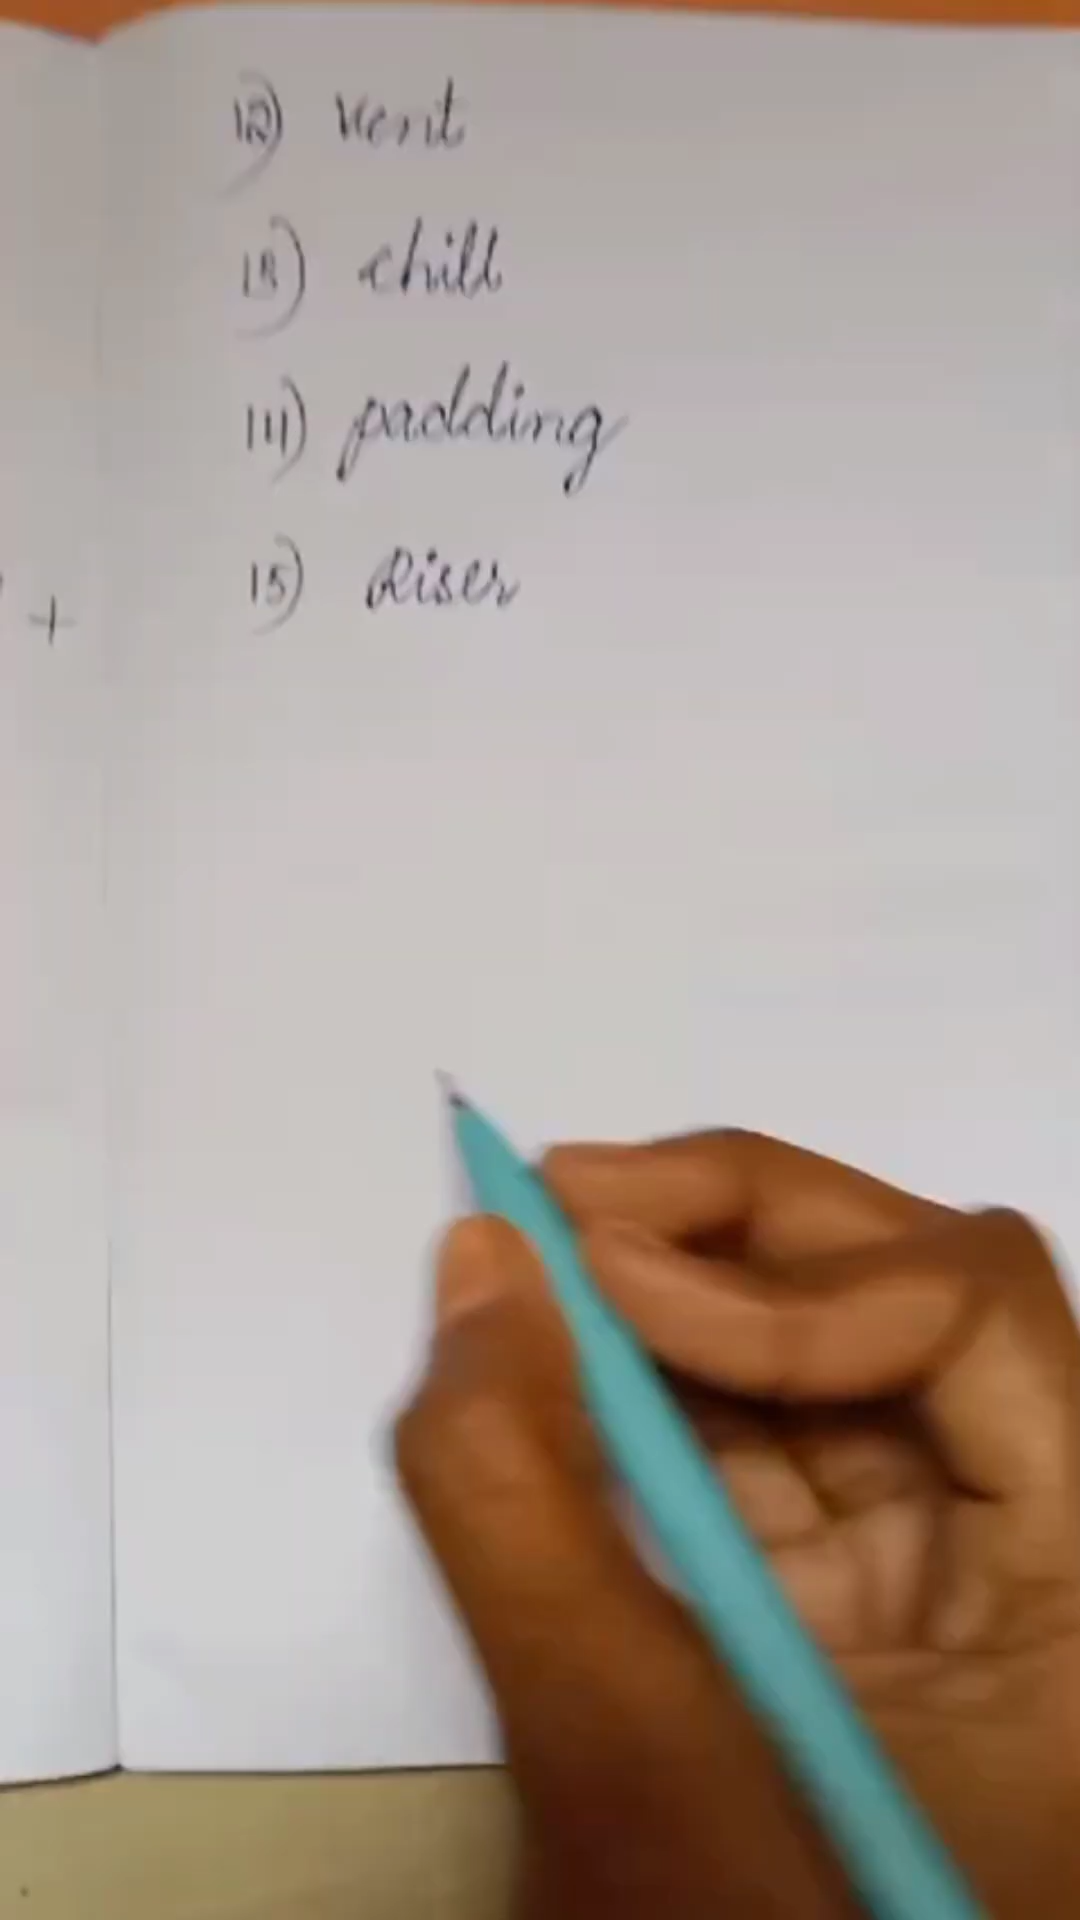 12) vent
13) chill
14) padding
+
15) Riser